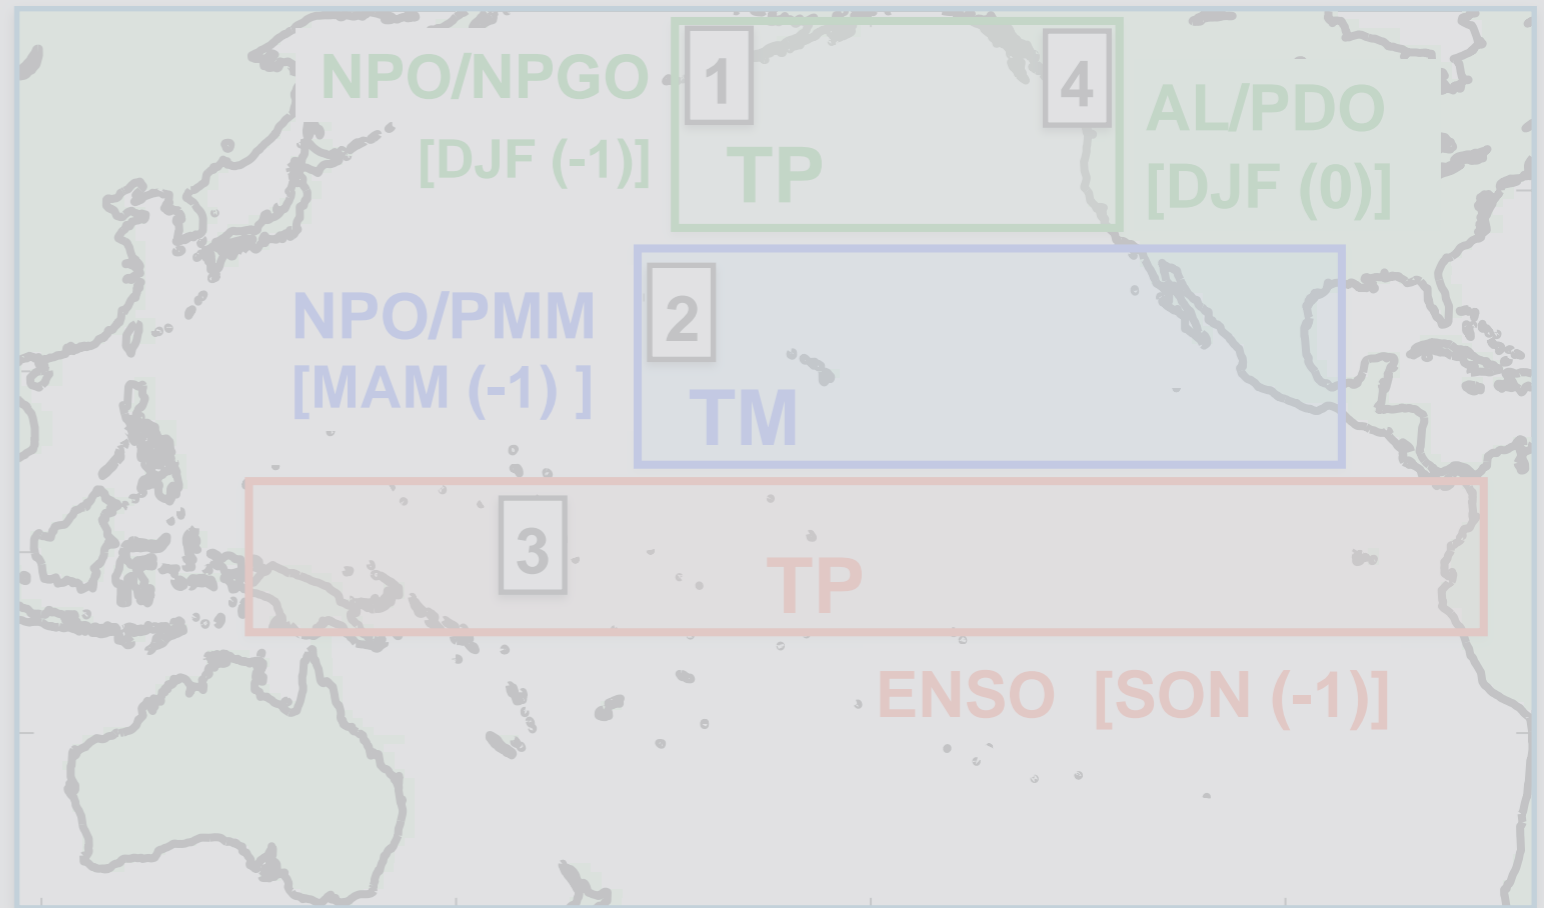 NPO/NPGO
[DJF (-1)]
1
4
TP
AL/PDO
[DJF (0)]
NPO/PMM
[MAM (-1) ]
2
TM
3
TP
ENSO [SON (-1)]